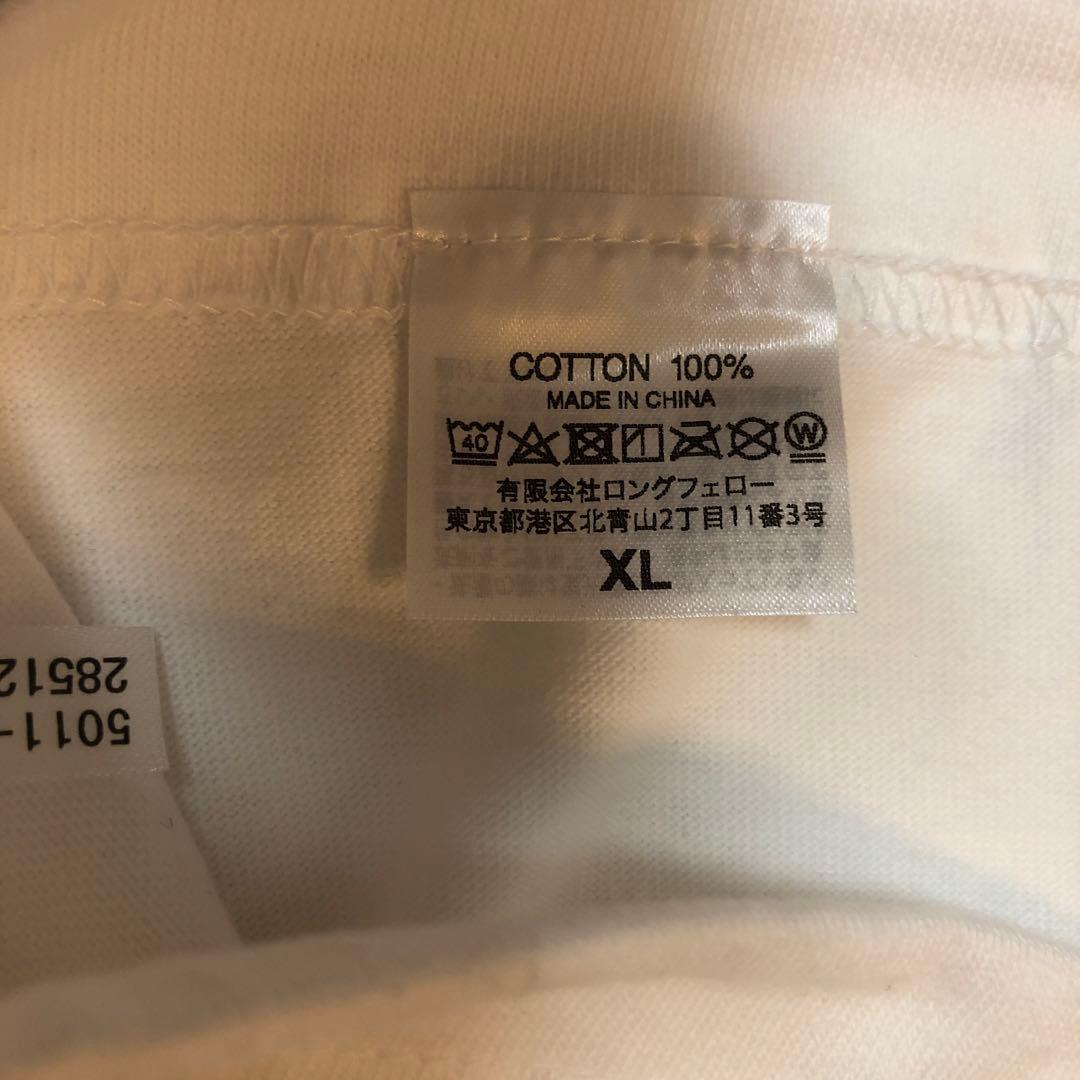 COTTON 100%
MADE IN CHINA
40 W
有限会社ロングフェロー
東京都港区北青山2丁目11番3号
XL
5011-
28512